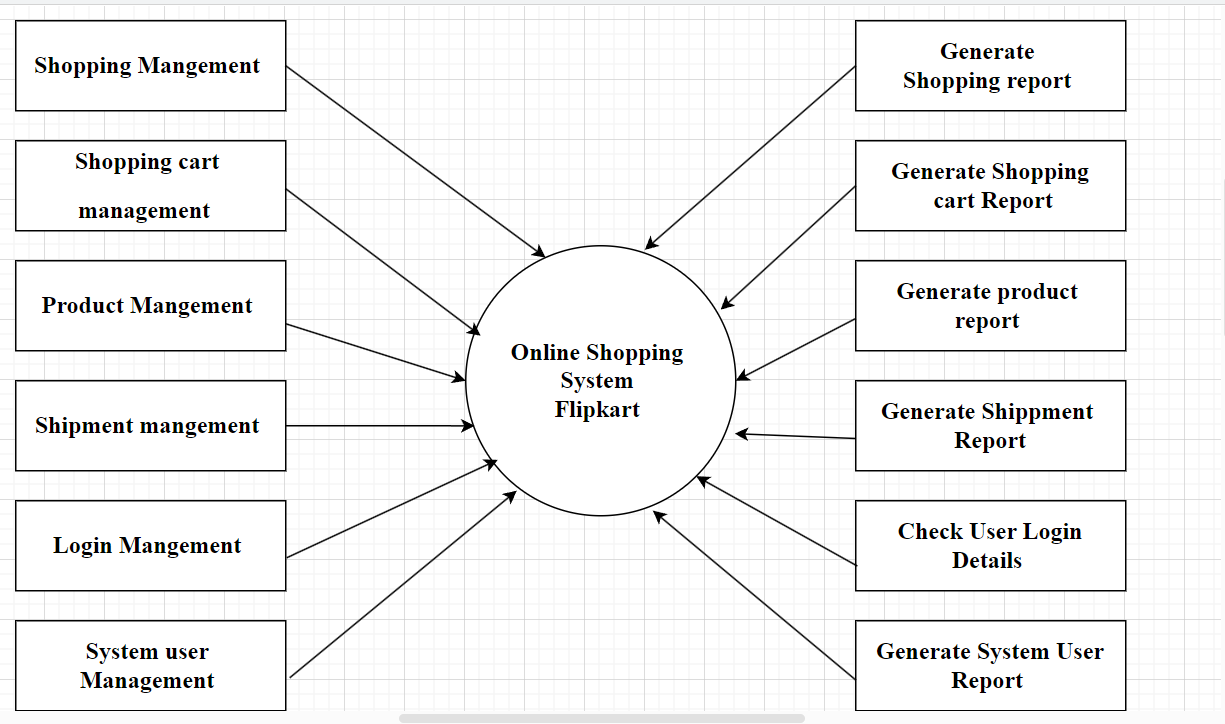 Shopping Mangement
Shopping cart
management
Product Mangement
Shipment mangement
Login Mangement
System user
Management
Online Shopping
System
Flipkart
Generate
Shopping report
Generate Shopping
cart Report
Generate product
report
Generate Shippment
Report
Check User Login
Details
Generate System User
Report